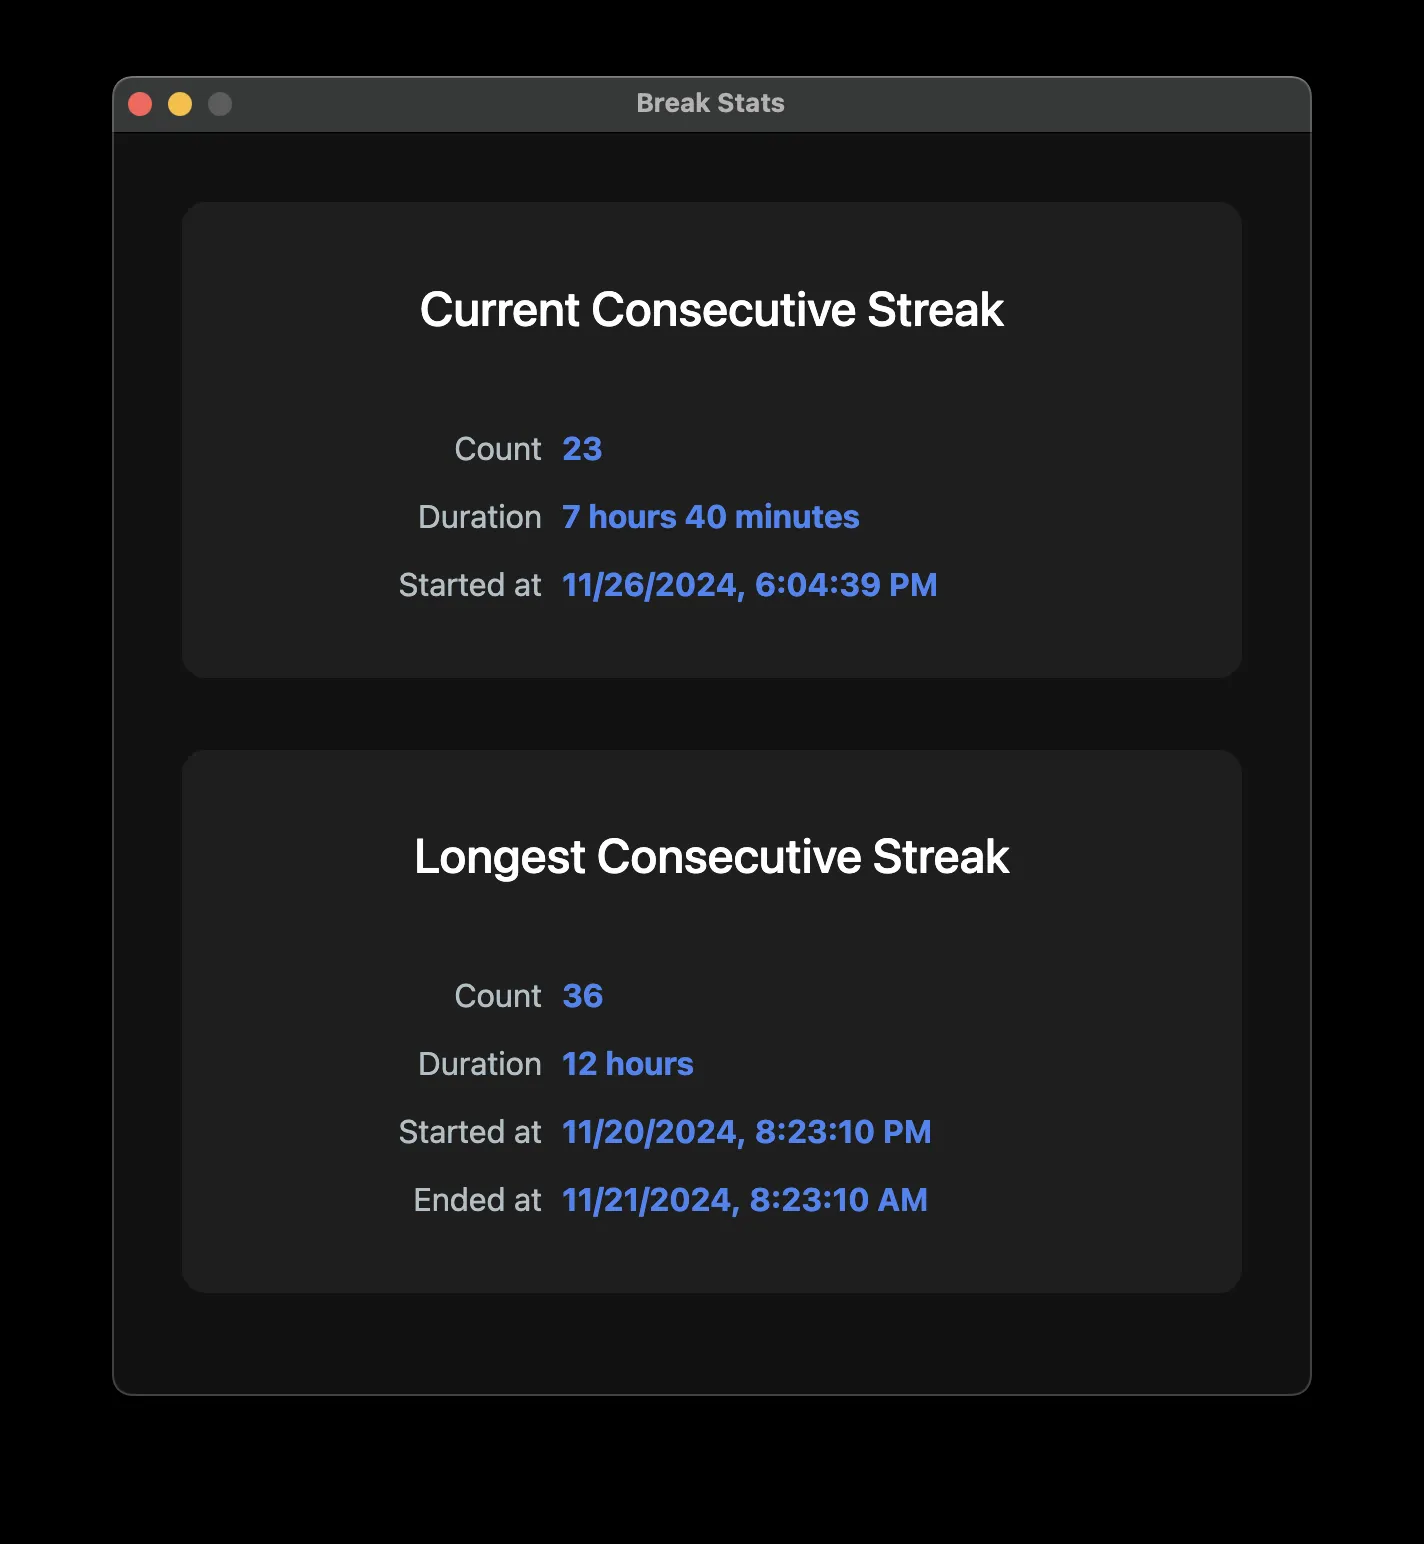 Break Stats
Current Consecutive Streak
Count 23
Duration 7 hours 40 minutes
Started at 11/26/2024, 6:04:39 PM
Longest Consecutive Streak
Count 36
Duration 12 hours
Started at 11/20/2024, 8:23:10 PM
Ended at 11/21/2024, 8:23:10 AM